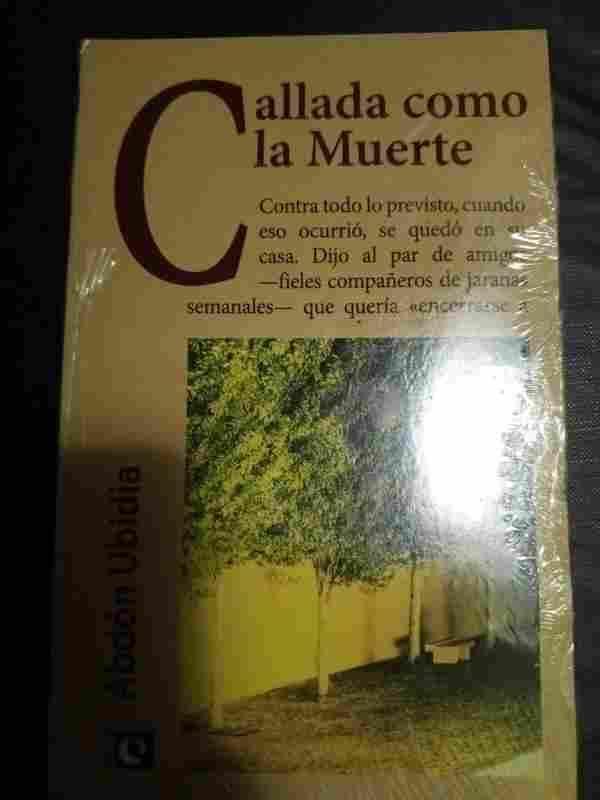 Callada como
la Muerte
Contra todo lo previsto, cuando
eso ocurrió, se quedó en su
casa. Dijo al par de
—fieles compañeros de jaranas
semanales— que quería «encerrarse a
Abdón Ubidia